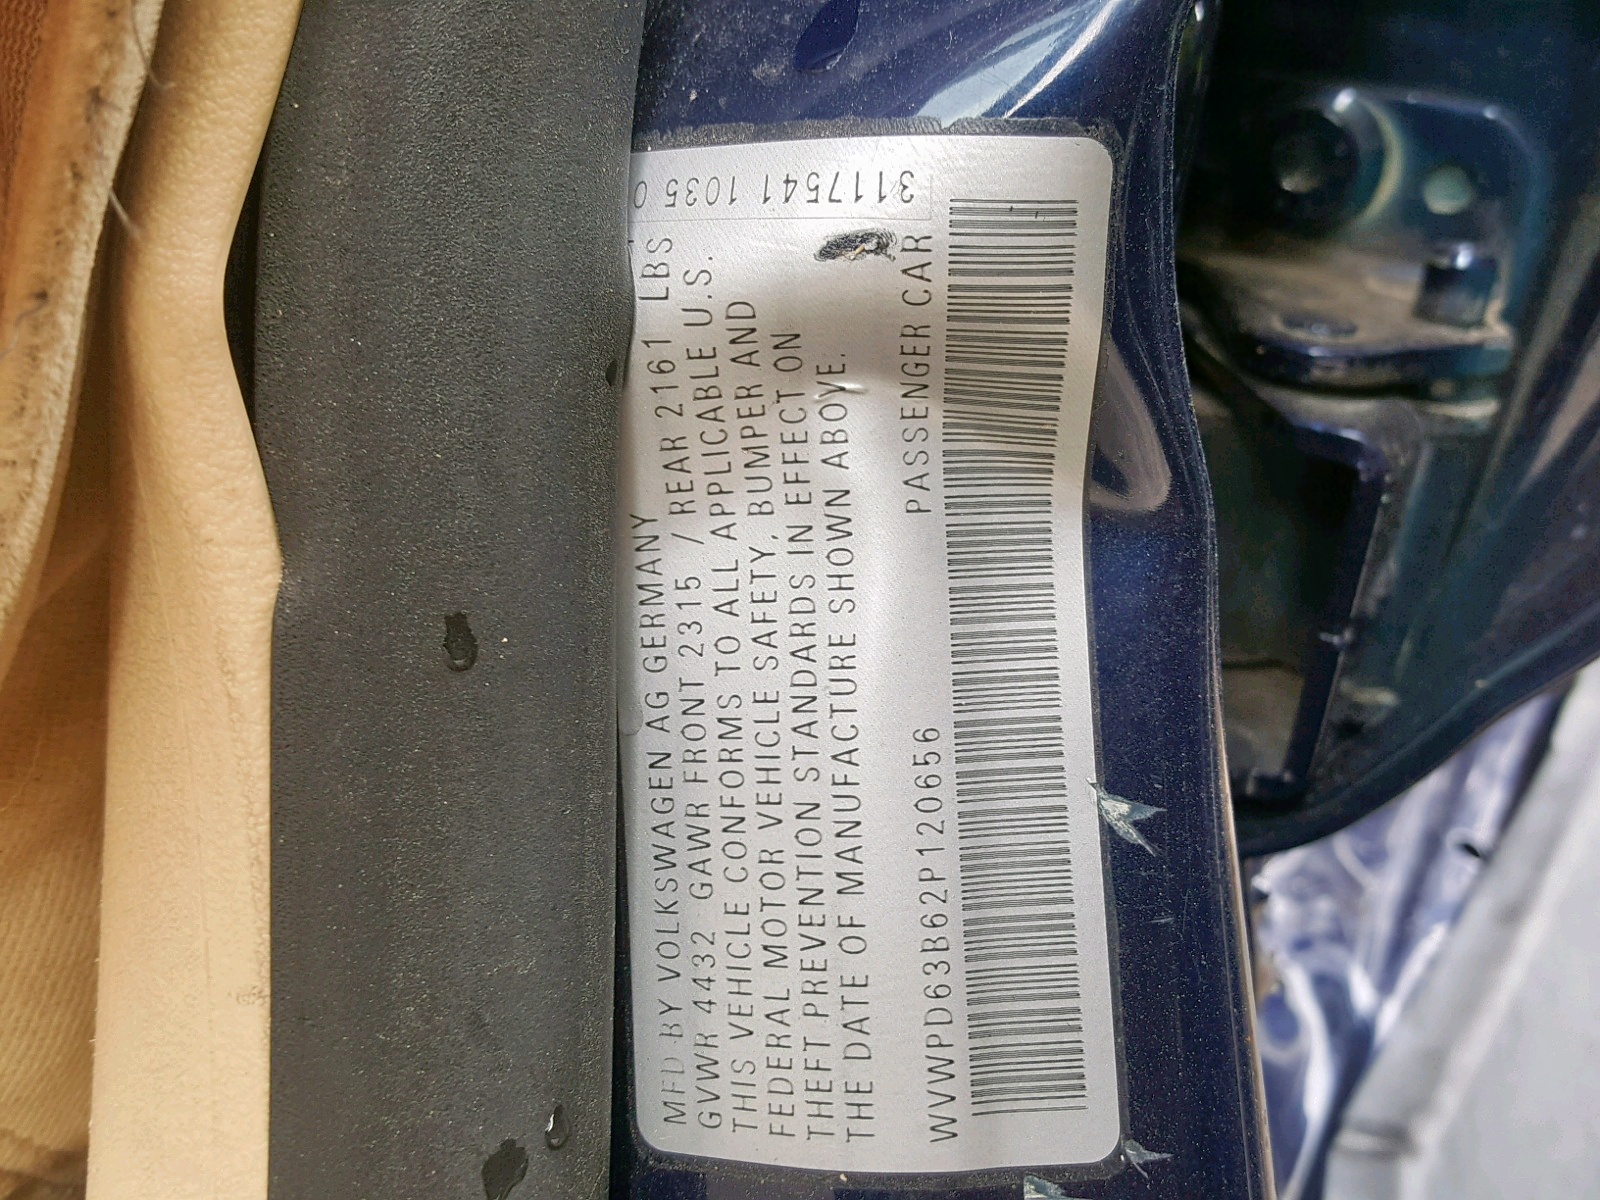 MFD BY VOLKSWAGEN AG GERMANY
GVWR 4432 GAWR FRONT 2315 / REAR 2161 LBS
THIS VEHICLE CONFORMS TO ALL APPLICABLE U.S.
FEDERAL MOTOR VEHICLE SAFETY, BUMPER AND
THEFT PREVENTION STANDARDS IN EFFECT ON
THE DATE OF MANUFACTURE SHOWN ABOVE.
WVWPD63B62P120656 PASSENGER CAR
3117541 1035 0